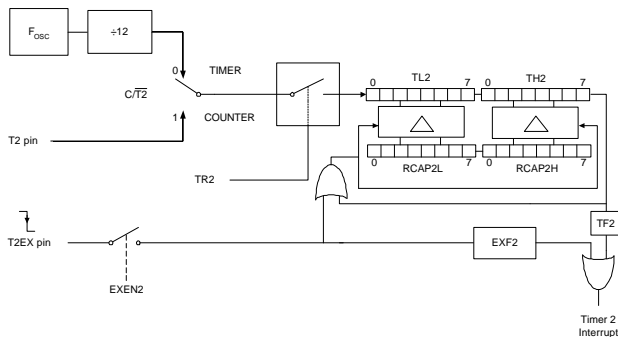 FOSC
÷12
0
TIMER
C/T2
1
COUNTER
T2 pin
TR2
0
TL2
7
0
TH2
7
0
RCAP2L
7
0
RCAP2H
7
TF2
T2EX pin
EXEN2
EXF2
Timer 2
Interrupt